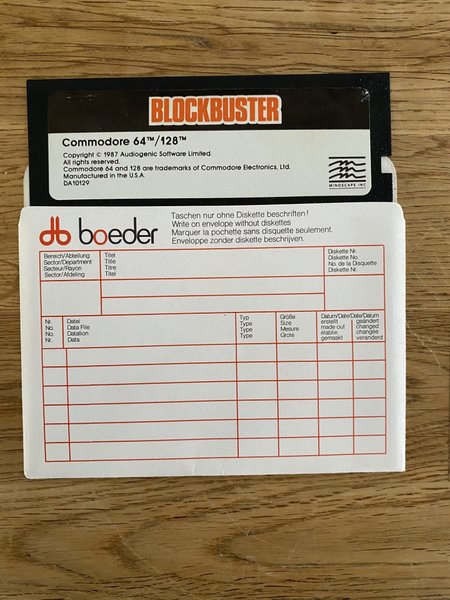 BLOCKBUSTER
Commodore 64™/128™
Copyright © 1987 Audiogenic Software Limited.
All rights reserved.
Commodore 64 and 128 are trademarks of Commodore Electronics, Ltd.
Manufactured in the U.S.A.
DA10129
MINDSCAPE INC
boeder
Taschen nur ohne Diskette beschriften!
Write on envelope without diskettes
Marquer la pochette sans disquette seulement.
Enveloppe zonder diskette beschrijven.
Bereich/Abteilung Titel Diskette Nr.
Sector/Department Title Diskette No.
Secteur/Rayon Titre No. de la Disquette
Sector/Afdeling Titel Diskette Nr.
Nr. Datei Typ Größe Datum/Date/Date/Datum
No. Data File Type Size erstellt geändert
No. Datation Type Mesure made out changed
Nr. Data Type Grote établie changée
gemaakt veranderd